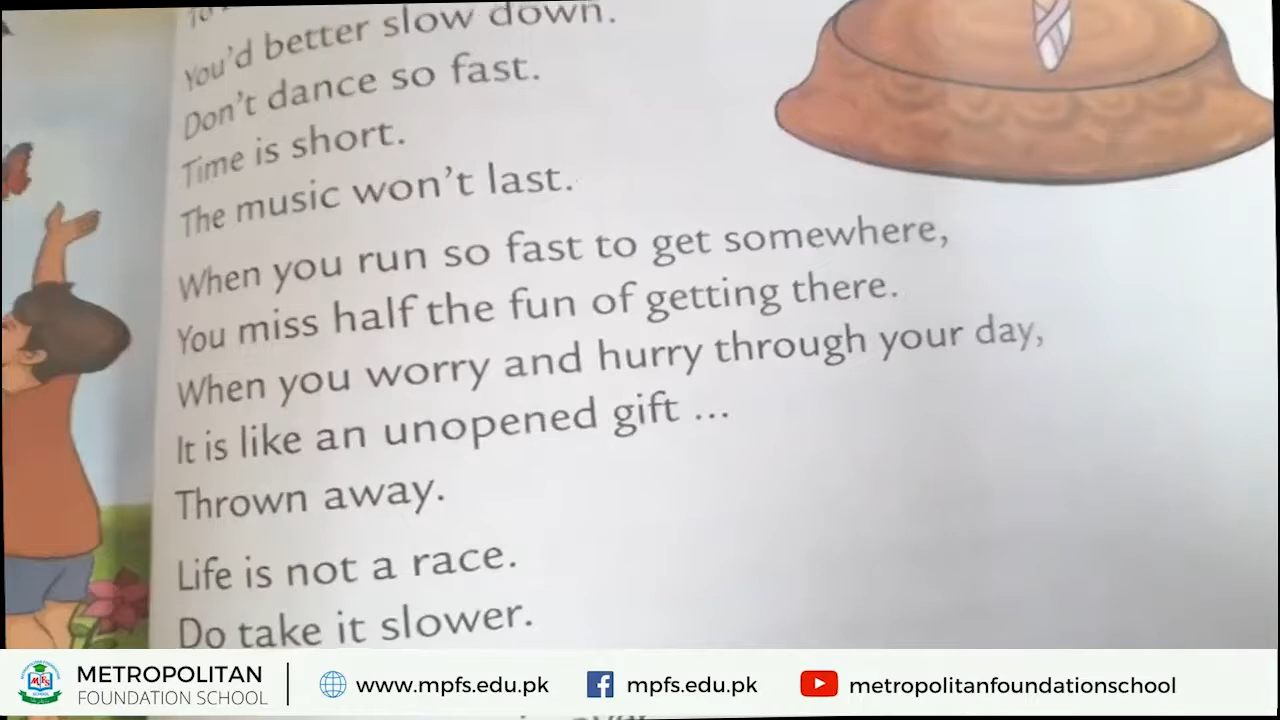 You'd better slow down.
Don't dance so fast.
Time is short.
The music won't last.
When you run so fast to get somewhere,
You miss half the fun of getting there.
When you worry and hurry through your day,
It is like an unopened gift ...
Thrown away.
Life is not a race.
Do take it slower.
METROPOLITAN
FOUNDATION SCHOOL
www.mpfs.edu.pk
mpfs.edu.pk
metropolitanfoundationschool